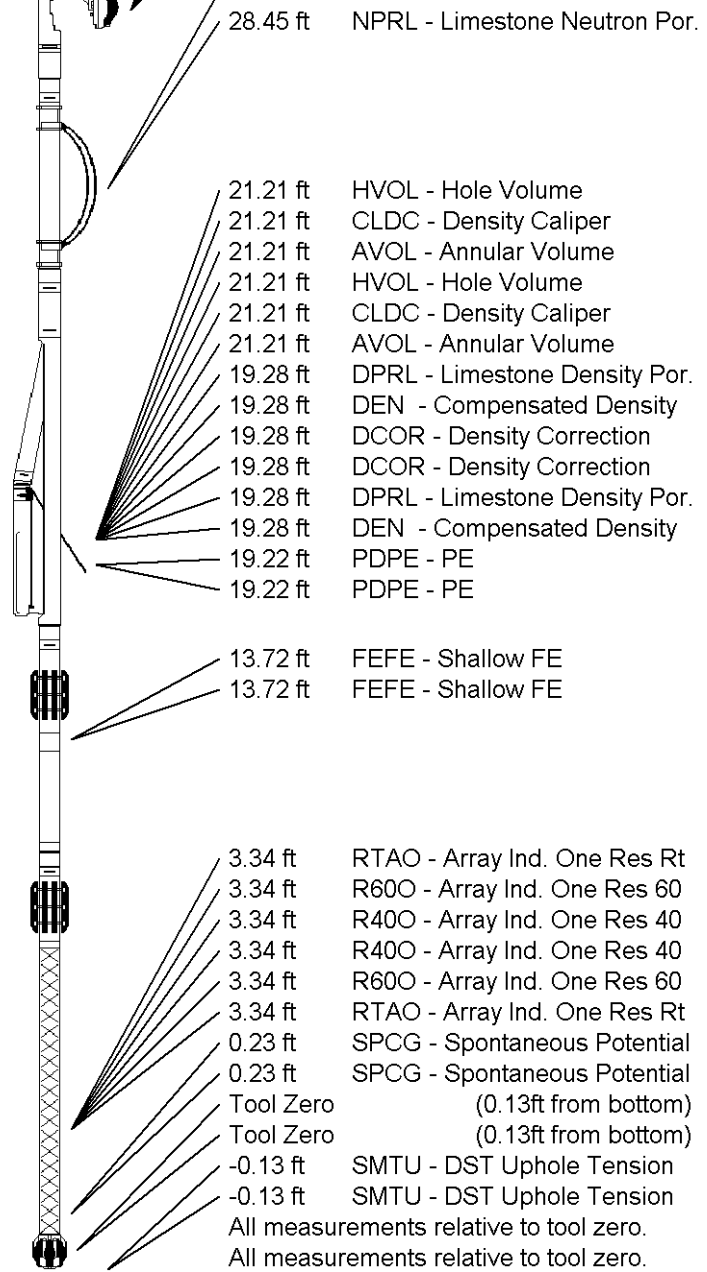 28.45 ft NPRL - Limestone Neutron Por.
21.21 ft HVOL - Hole Volume
21.21 ft CLDC - Density Caliper
21.21 ft AVOL - Annular Volume
21.21 ft HVOL - Hole Volume
21.21 ft CLDC - Density Caliper
21.21 ft AVOL - Annular Volume
19.28 ft DPRL - Limestone Density Por.
19.28 ft DEN - Compensated Density
19.28 ft DCOR - Density Correction
19.28 ft DCOR - Density Correction
19.28 ft DPRL - Limestone Density Por.
19.28 ft DEN - Compensated Density
19.22 ft PDPE - PE
19.22 ft PDPE - PE
13.72 ft FEFE - Shallow FE
13.72 ft FEFE - Shallow FE
3.34 ft RTAO - Array Ind. One Res Rt
3.34 ft R60O - Array Ind. One Res 60
3.34 ft R40O - Array Ind. One Res 40
3.34 ft R40O - Array Ind. One Res 40
3.34 ft R60O - Array Ind. One Res 60
3.34 ft RTAO - Array Ind. One Res Rt
0.23 ft SPCG - Spontaneous Potential
0.23 ft SPCG - Spontaneous Potential
Tool Zero (0.13ft from bottom)
Tool Zero (0.13ft from bottom)
-0.13 ft SMTU - DST Uphole Tension
-0.13 ft SMTU - DST Uphole Tension
All measurements relative to tool zero.
All measurements relative to tool zero.